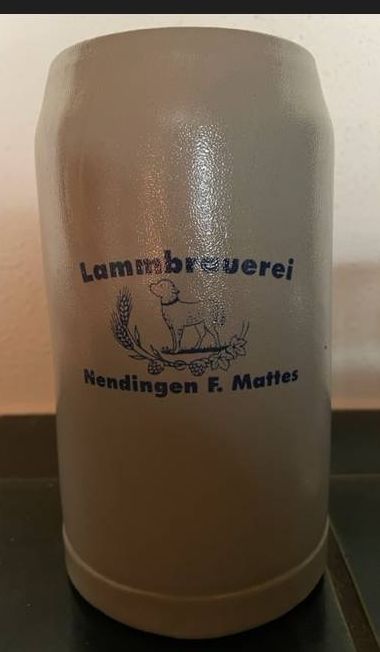 Lammbrauerei
Nendingen F. Mattes